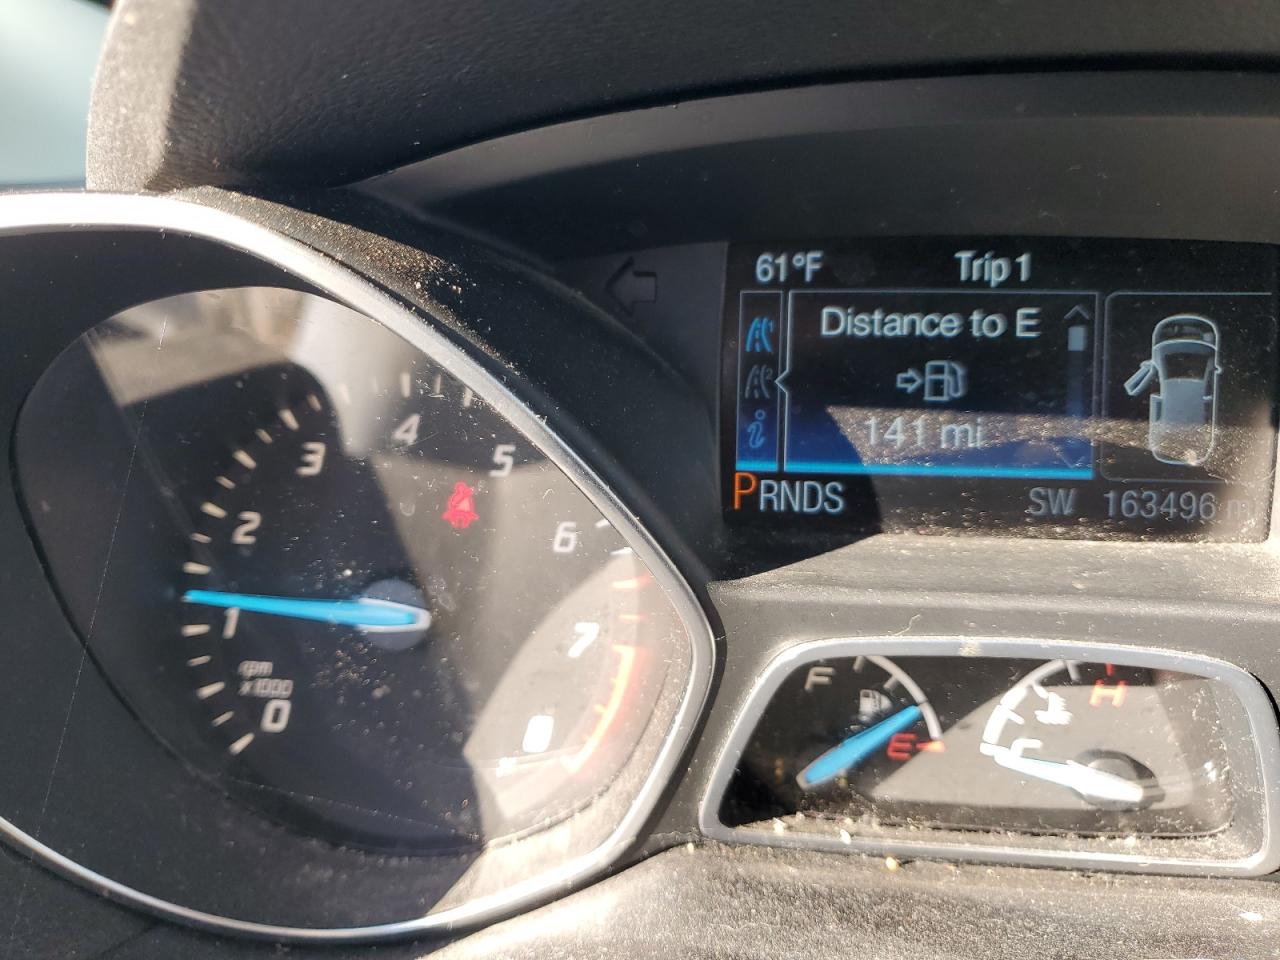 61°F Trip 1
Distance to E
141 mi
PRNDS SW 163496
0 1 2 3 4 5 6 7 8
rpm
x1000
F E
H C